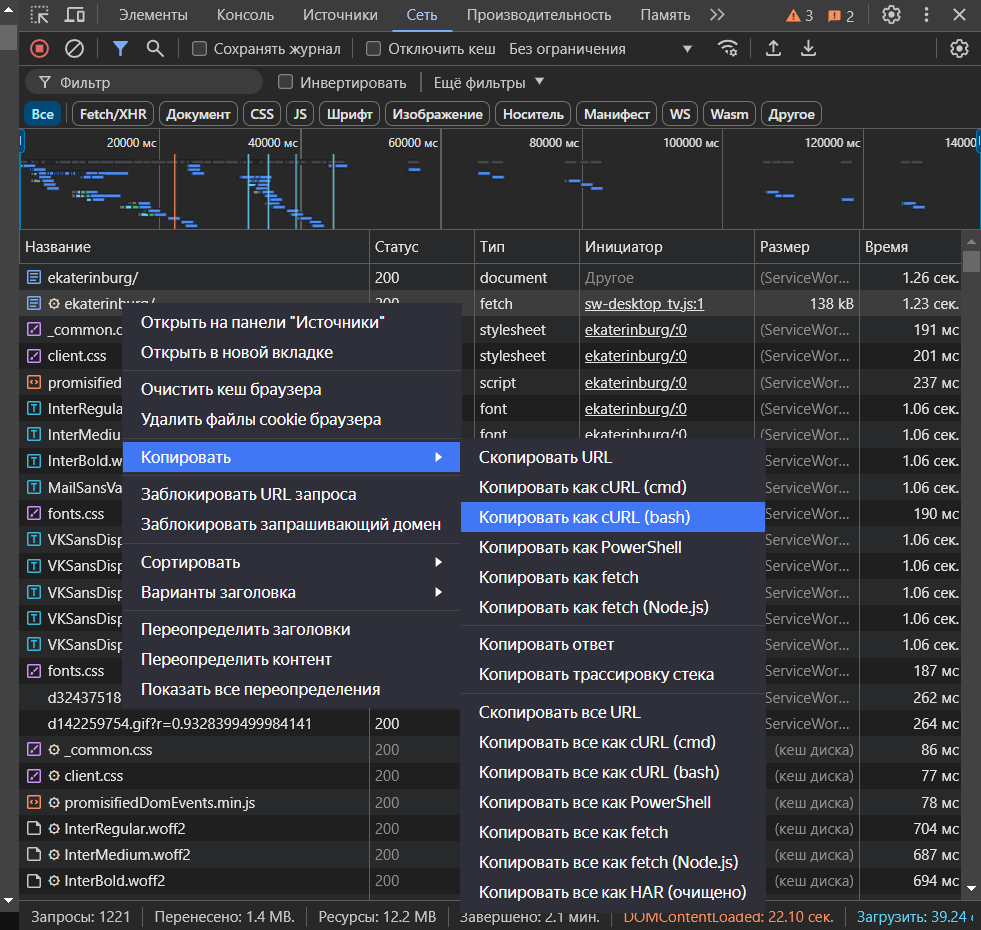 Элементы Консоль Источники Сеть Производительность Память 3 2
Сохранять журнал Отключить кеш Без ограничения
Фильтр Инвертировать Ещё фильтры
Все Fetch/XHR Документ CSS JS Шрифт Изображение Носитель Манифест WS Wasm Другое
20000 мс 40000 мс 60000 мс 80000 мс 100000 мс 120000 мс 14000
Название Статус Тип Инициатор Размер Время
ekaterinburg/ 200 document Другое (ServiceWor... 1.26 сек.
ekaterinburg/ 200 fetch sw-desktop_tv.js:1 138 kB 1.23 сек.
_common.c stylesheet ekaterinburg/:0 (ServiceWor... 191 мс
client.css stylesheet ekaterinburg/:0 (ServiceWor... 201 мс
promisified script ekaterinburg/:0 (ServiceWor... 237 мс
InterRegula font ekaterinburg/:0 (ServiceWor... 1.06 сек.
InterMediu font ekaterinburg/:0 (ServiceWor... 1.06 сек.
InterBold.w ServiceWor... 1.06 сек.
MailSansVa ServiceWor... 1.06 сек.
fonts.css ServiceWor... 190 мс
VKSansDisp ServiceWor... 1.06 сек.
VKSansDisp ServiceWor... 1.06 сек.
VKSansDisp ServiceWor... 1.06 сек.
VKSansDisp ServiceWor... 1.06 сек.
VKSansDisp ServiceWor... 1.06 сек.
fonts.css ServiceWor... 187 мс
d32437518 ServiceWor... 262 мс
d142259754.gif?r=0.9328399499984141 200 ServiceWor... 264 мс
_common.css 200 (кеш диска) 86 мс
client.css 200 (кеш диска) 77 мс
promisifiedDomEvents.min.js 200 (кеш диска) 78 мс
InterRegular.woff2 200 (кеш диска) 704 мс
InterMedium.woff2 200 (кеш диска) 687 мс
InterBold.woff2 200 (кеш диска) 694 мс
Открыть на панели "Источники"
Открыть в новой вкладке
Очистить кеш браузера
Удалить файлы cookie браузера
Копировать
Заблокировать URL запроса
Заблокировать запрашивающий домен
Сортировать
Варианты заголовка
Переопределить заголовки
Переопределить контент
Показать все переопределения
Скопировать URL
Копировать как cURL (cmd)
Копировать как cURL (bash)
Копировать как PowerShell
Копировать как fetch
Копировать как fetch (Node.js)
Копировать ответ
Копировать трассировку стека
Скопировать все URL
Копировать все как cURL (cmd)
Копировать все как cURL (bash)
Копировать все как PowerShell
Копировать все как fetch
Копировать все как fetch (Node.js)
Копировать все как HAR (очищено)
Запросы: 1221 Перенесено: 1.4 MB. Ресурсы: 12.2 MB Завершено: 2.1 мин. DOMContentLoaded: 22.10 сек. Загрузить: 39.24 с